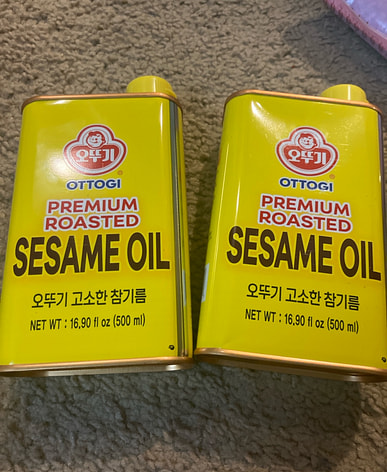 오뚜기
OTTOGI
PREMIUM
ROASTED
SESAME OIL
오뚜기 고소한 참기름
NET WT : 16.90 fl oz (500 ml)
오뚜기
OTTOGI
PREMIUM
ROASTED
SESAME OIL
오뚜기 고소한 참기름
NET WT : 16.90 fl oz (500 ml)